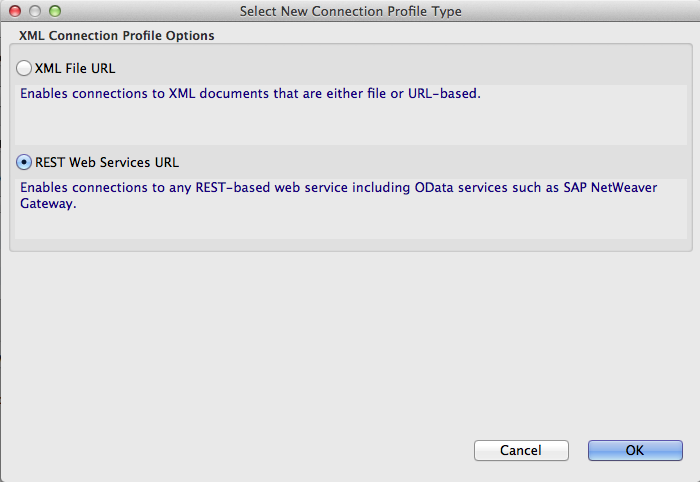 Select New Connection Profile Type
XML Connection Profile Options
XML File URL
Enables connections to XML documents that are either file or URL-based.
REST Web Services URL
Enables connections to any REST-based web service including OData services such as SAP NetWeaver
Gateway.
Cancel
OK